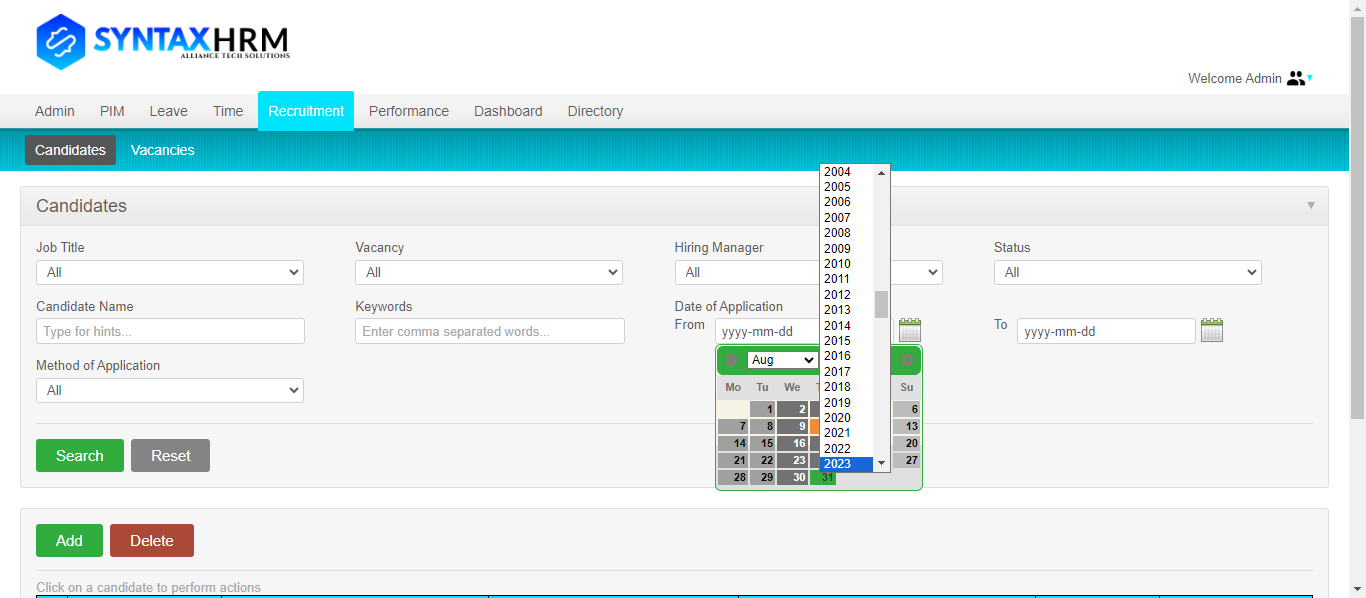 SYNTAXHRM
ALLIANCE TECH SOLUTIONS
Welcome Admin
Admin PIM Leave Time Recruitment Performance Dashboard Directory
Candidates Vacancies
Candidates
Job Title Vacancy Hiring Manager Status
All All All All
Candidate Name Keywords Date of Application
Type for hints... Enter comma separated words... From yyyy-mm-dd To yyyy-mm-dd
Method of Application
All
Aug
Mo Tu We Su
1 2 6
7 8 9 13
14 15 16 20
21 22 23 27
28 29 30 31
2004
2005
2006
2007
2008
2009
2010
2011
2012
2013
2014
2015
2016
2017
2018
2019
2020
2021
2022
2023
Search Reset
Add Delete
Click on a candidate to perform actions